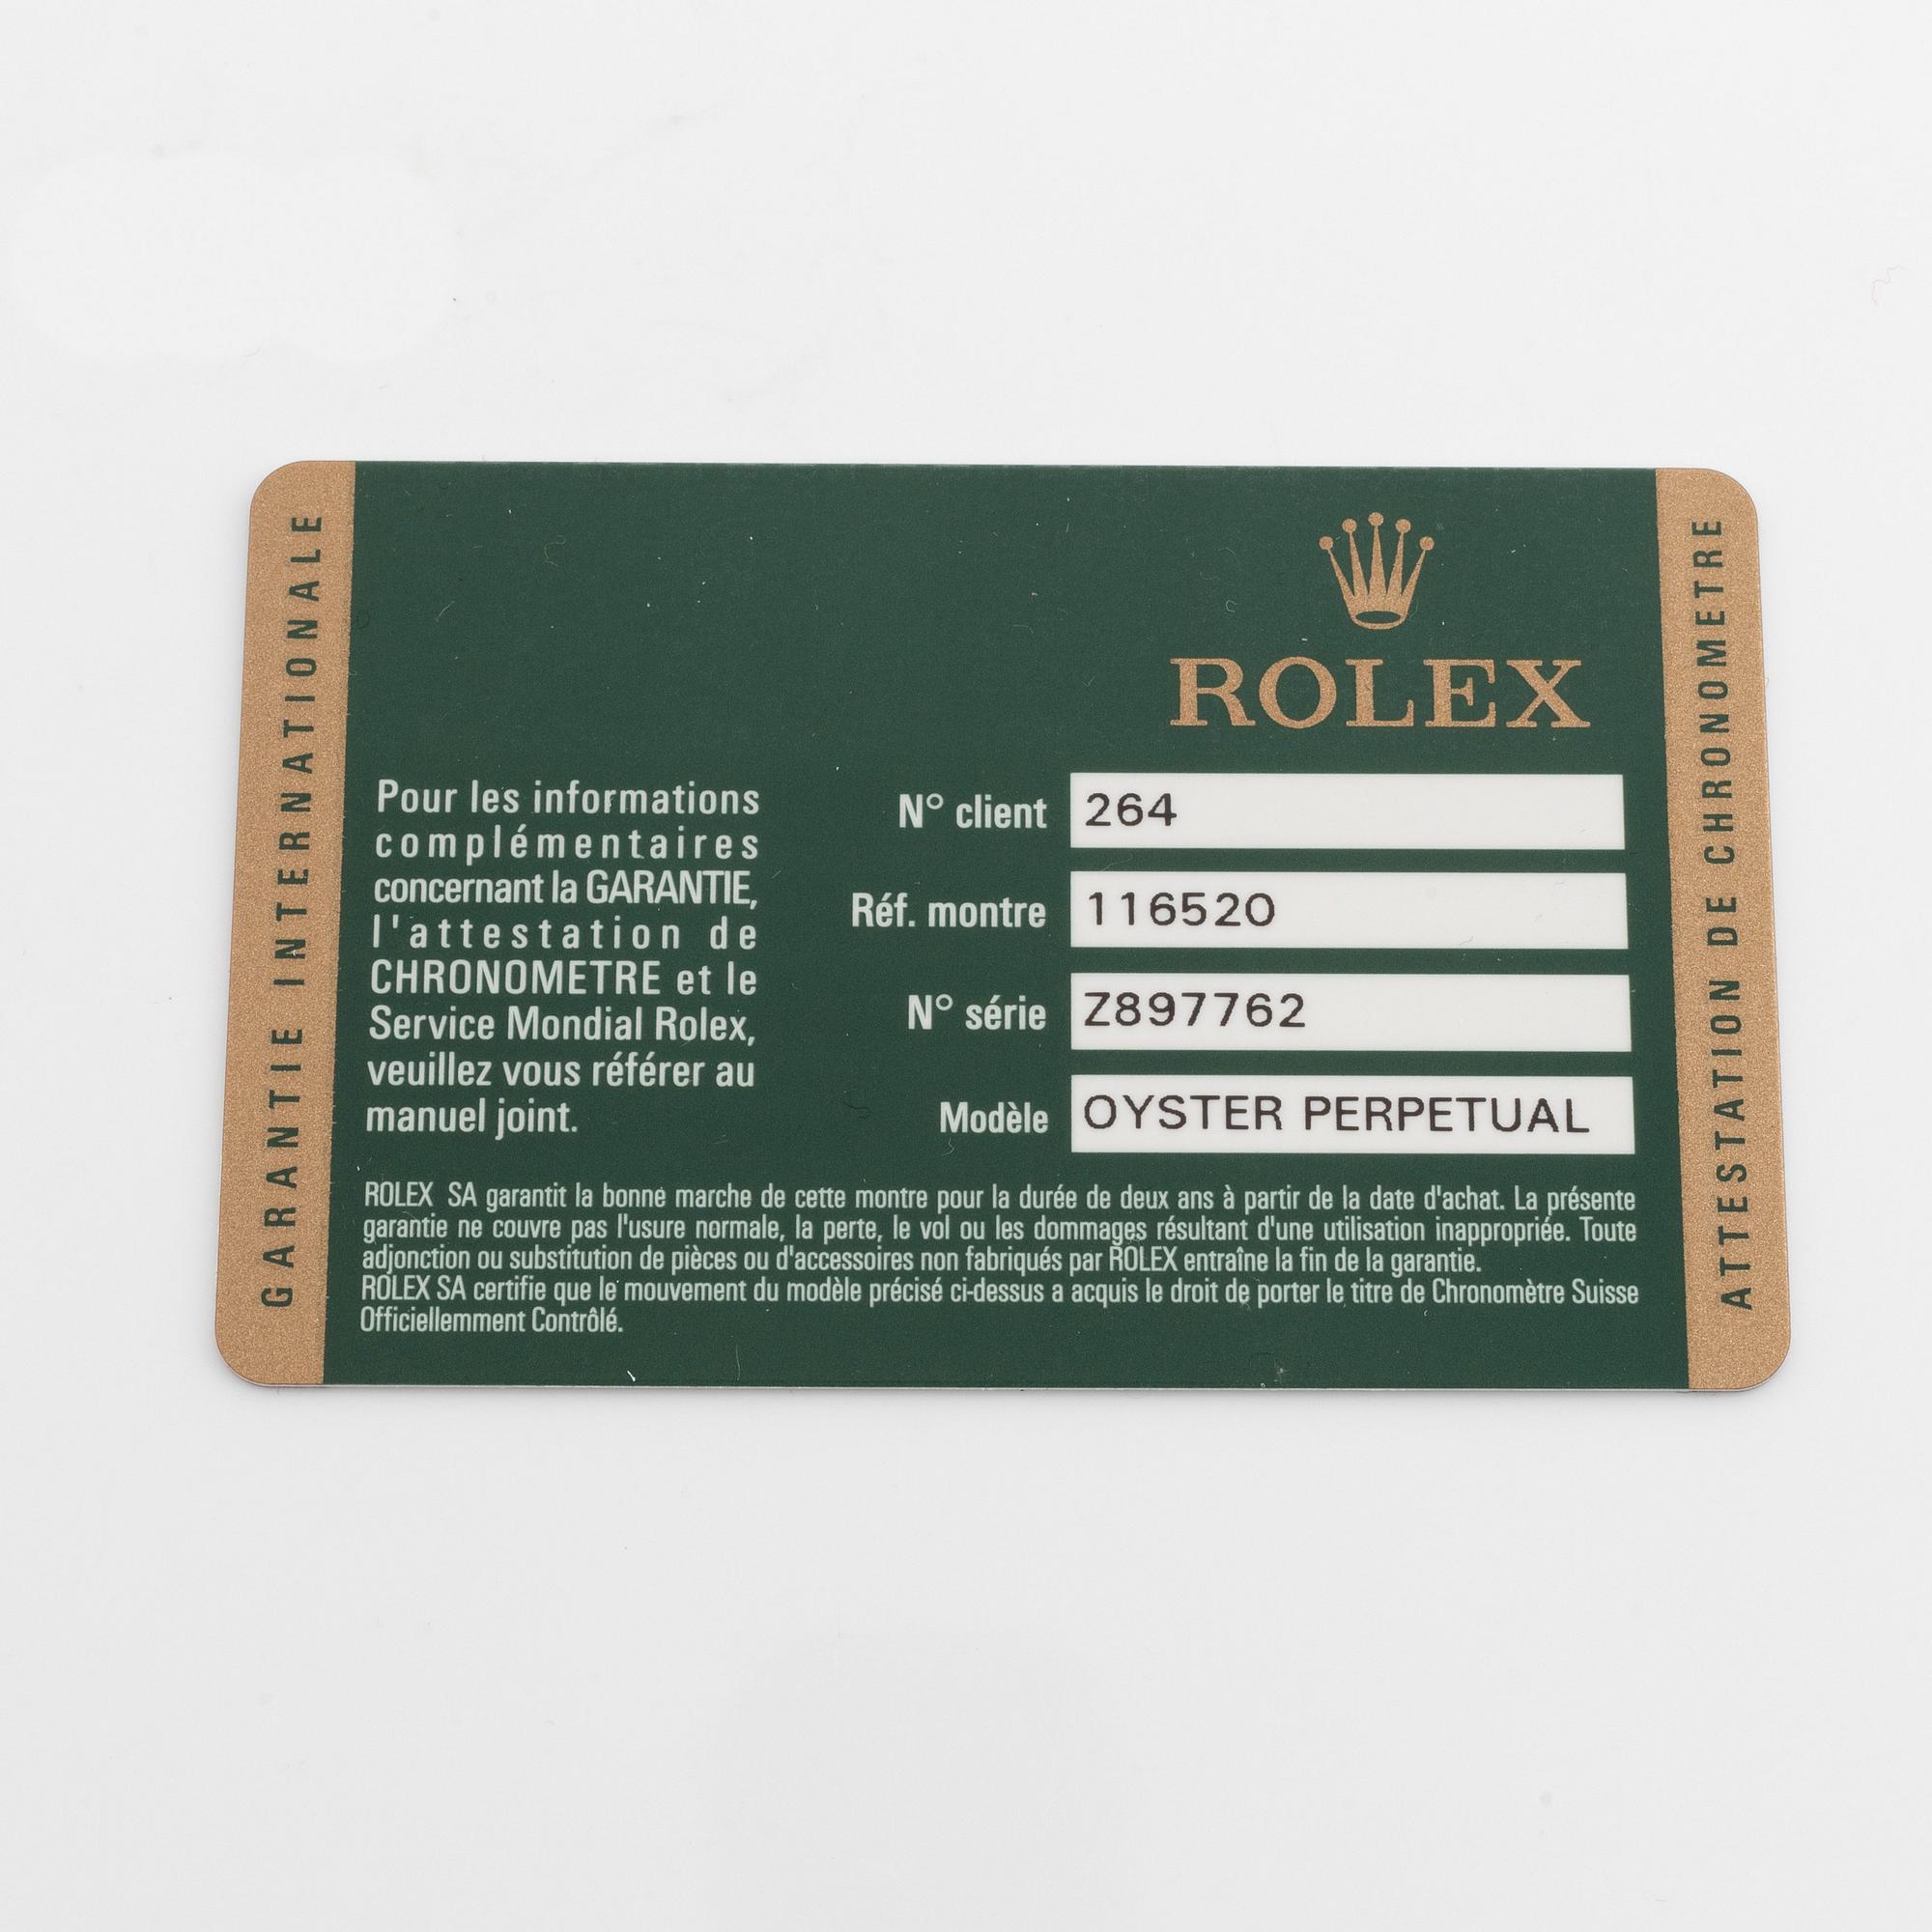 GARANTIE INTERNATIONALE
ROLEX
Pour les informations
complémentaires
concernant la GARANTIE,
l'attestation de
CHRONOMETRE et le
Service Mondial Rolex,
veuillez vous référer au
manuel joint.
N° client 264
Réf. montre 116520
N° série Z897762
Modèle OYSTER PERPETUAL
ROLEX SA garantit la bonne marche de cette montre pour la durée de deux ans à partir de la date d'achat. La présente
garantie ne couvre pas l'usure normale, la perte, le vol ou les dommages résultant d'une utilisation inappropriée. Toute
adjonction ou substitution de pièces ou d'accessoires non fabriqués par ROLEX entraîne la fin de la garantie.
ROLEX SA certifie que le mouvement du modèle précisé ci-dessus a acquis le droit de porter le titre de Chronomètre Suisse
Officiellemment Contrôlé.
ATTESTATION DE CHRONOMETRE